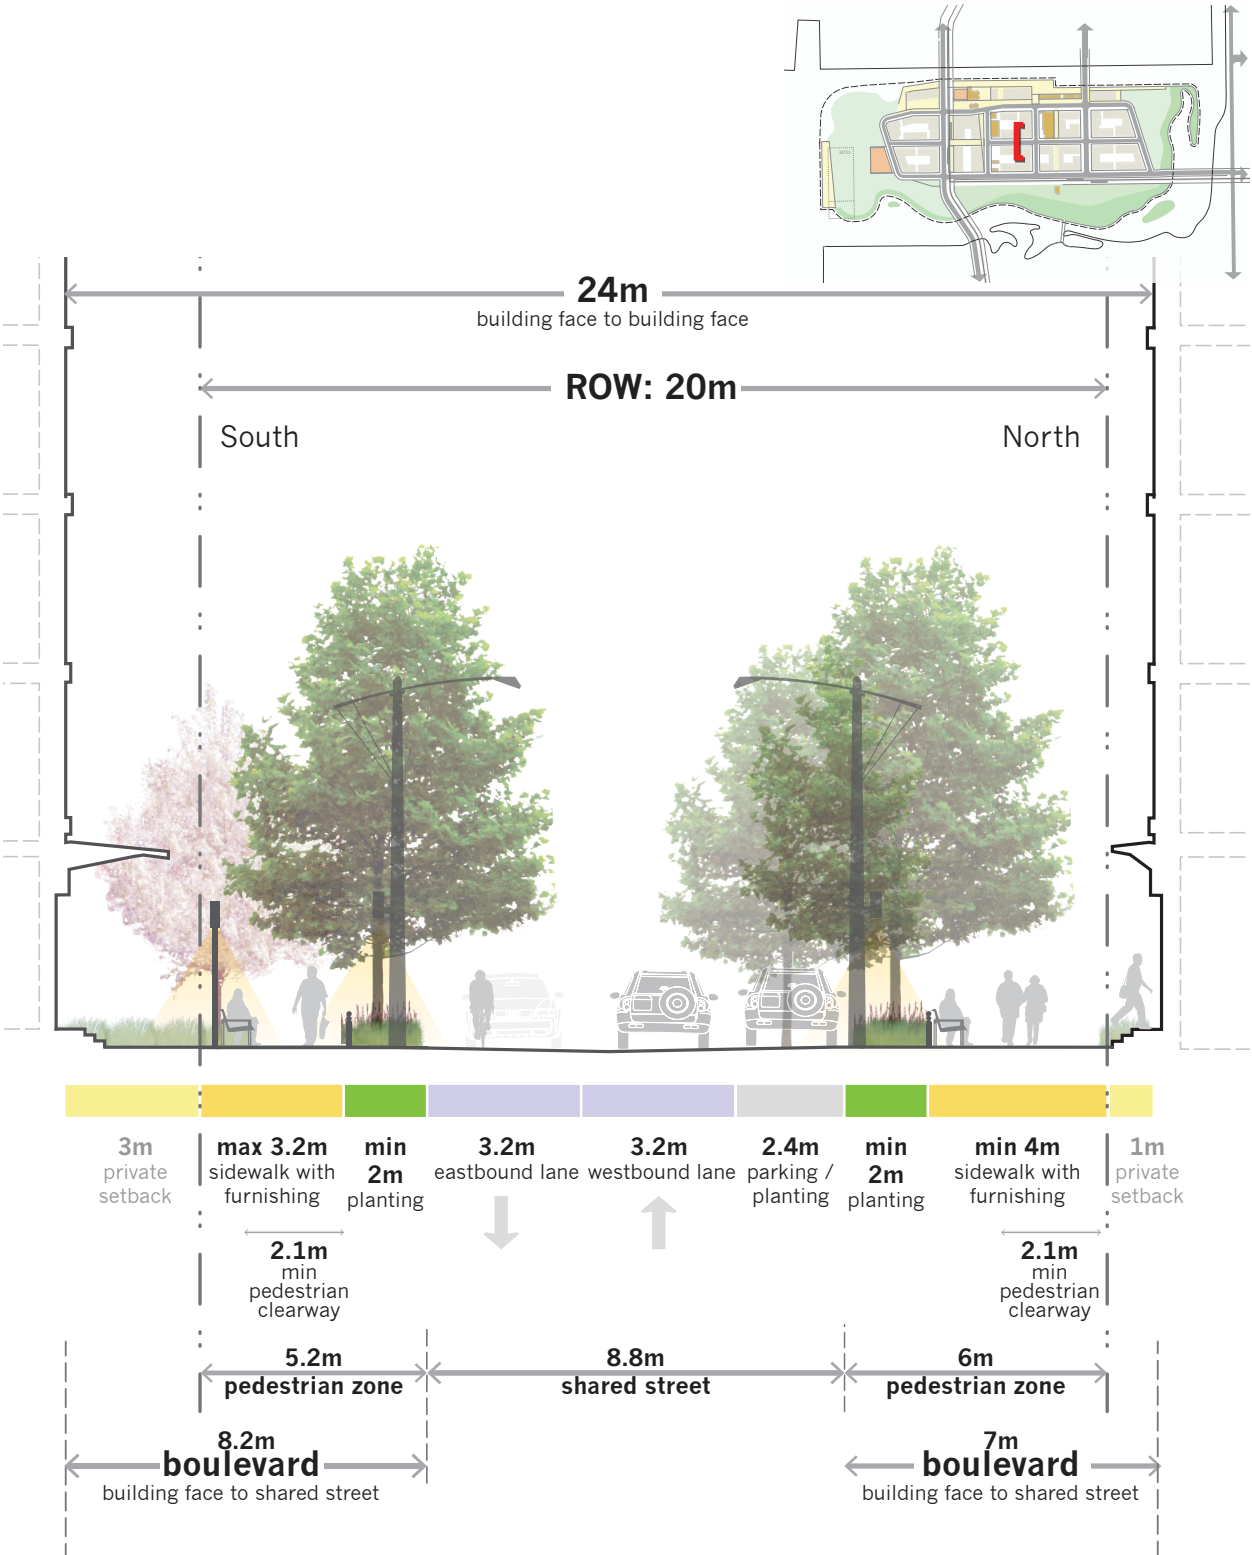 24m
building face to building face
ROW: 20m
South
North
3m
private
setback
max 3.2m
sidewalk with
furnishing
min
2m
planting
3.2m
eastbound lane
3.2m
westbound lane
2.4m
parking /
planting
min
2m
planting
min 4m
sidewalk with
furnishing
1m
private
setback
2.1m
min
pedestrian
clearway
2.1m
min
pedestrian
clearway
5.2m
pedestrian zone
8.8m
shared street
6m
pedestrian zone
8.2m
boulevard
building face to shared street
7m
boulevard
building face to shared street